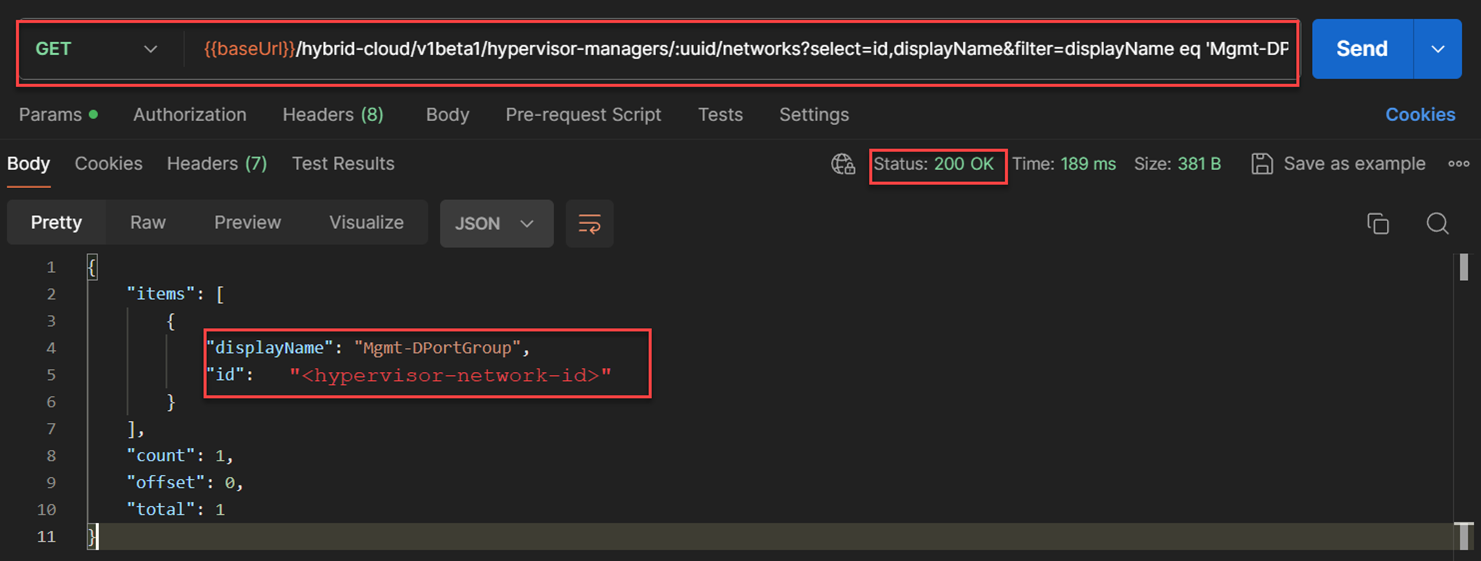 GET {{baseUrl}}/hybrid-cloud/v1beta1/hypervisor-managers/:uuid/networks?select=id,displayName&filter=displayName eq 'Mgmt-DP Send
Params Authorization Headers (8) Body Pre-request Script Tests Settings Cookies
Body Cookies Headers (7) Test Results Status: 200 OK Time: 189 ms Size: 381 B Save as example
Pretty Raw Preview Visualize JSON
1 {
2 "items": [
3 {
4 "displayName": "Mgmt-DPortGroup",
5 "id": "<hypervisor-network-id>"
6 }
7 ],
8 "count": 1,
9 "offset": 0,
10 "total": 1
11 }